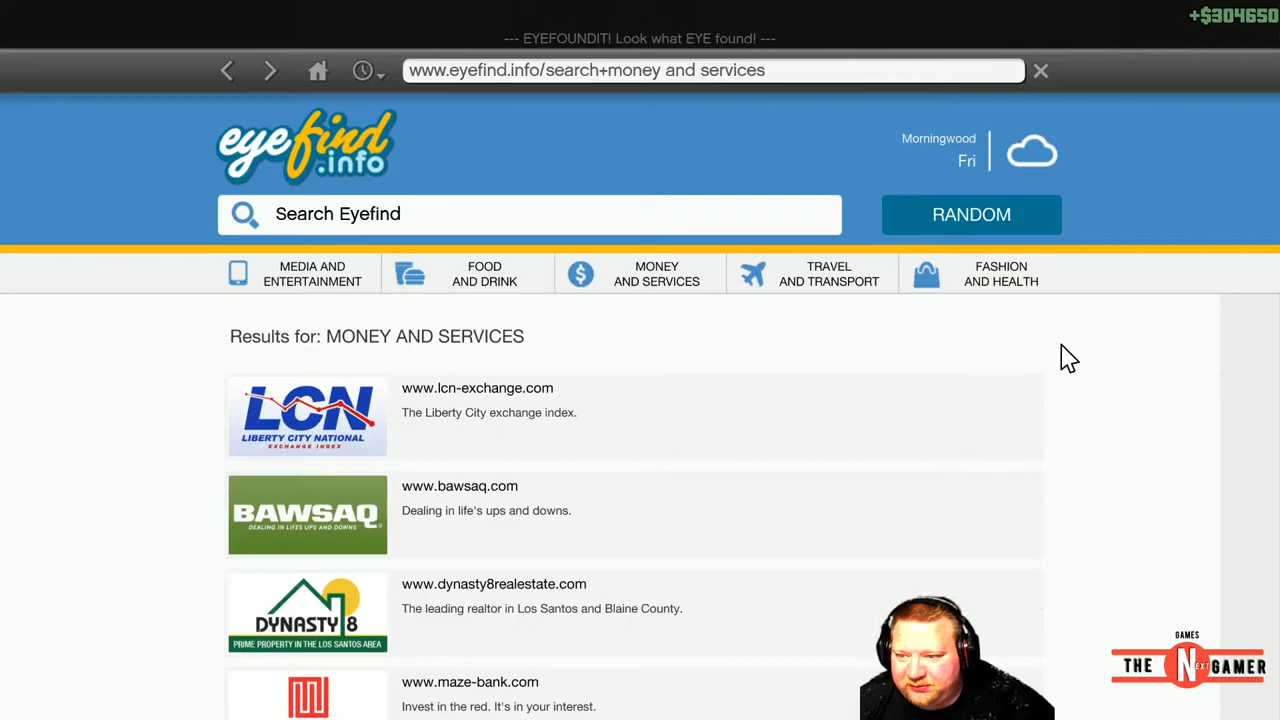 +$304650
--- EYEFOUNDIT! Look what EYE found! ---
www.eyefind.info/search+money and services
eyefind
.info
Morningwood
Fri
Search Eyefind
RANDOM
MEDIA AND
ENTERTAINMENT
FOOD
AND DRINK
MONEY
AND SERVICES
TRAVEL
AND TRANSPORT
FASHION
AND HEALTH
Results for: MONEY AND SERVICES
LCN
LIBERTY CITY NATIONAL
EXCHANGE INDEX
www.lcn-exchange.com
The Liberty City exchange index.
BAWSAQ
DEALING IN LIFES UPS AND DOWNS
www.bawsaq.com
Dealing in life's ups and downs.
DYNASTY 8
PRIME PROPERTY IN THE LOS SANTOS AREA
www.dynasty8realestate.com
The leading realtor in Los Santos and Blaine County.
www.maze-bank.com
Invest in the red. It's in your interest.
GAMES
THE NEXT GAMER